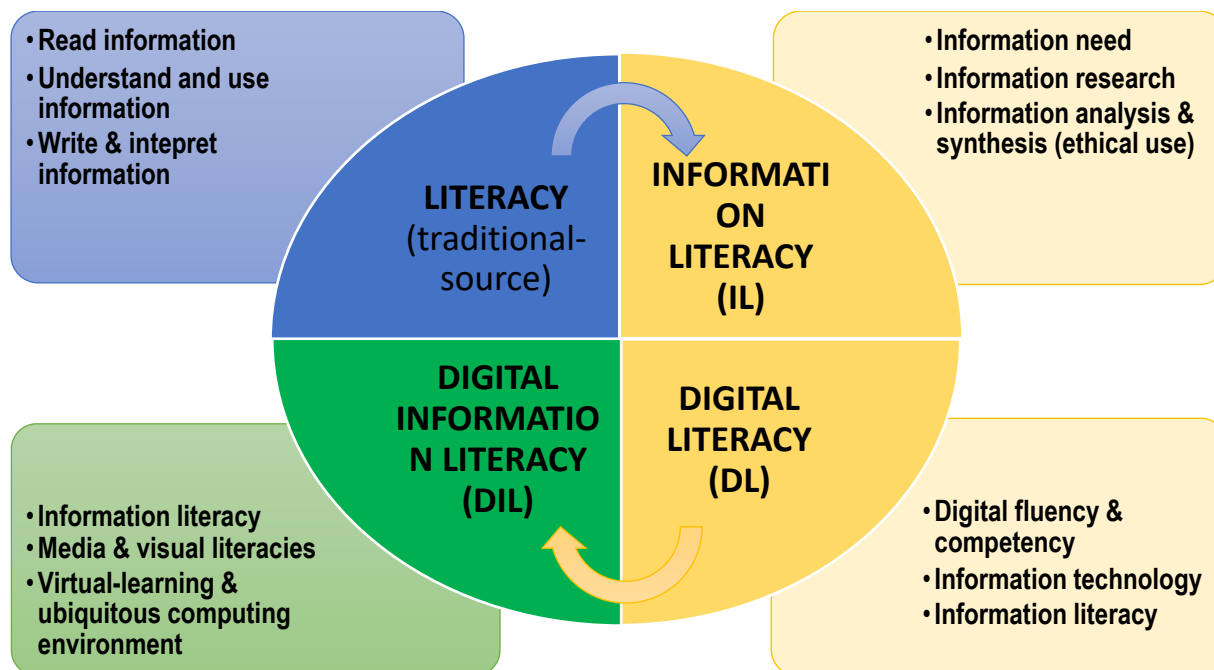 • Read information
• Understand and use
information
• Write & intepret
information
• Information need
• Information research
• Information analysis &
synthesis (ethical use)
LITERACY
(traditional-
source)
INFORMATI
ON
LITERACY
(IL)
DIGITAL
INFORMATIO
N LITERACY
(DIL)
DIGITAL
LITERACY
(DL)
• Information literacy
• Media & visual literacies
• Virtual-learning &
ubiquitous computing
environment
• Digital fluency &
competency
• Information technology
• Information literacy